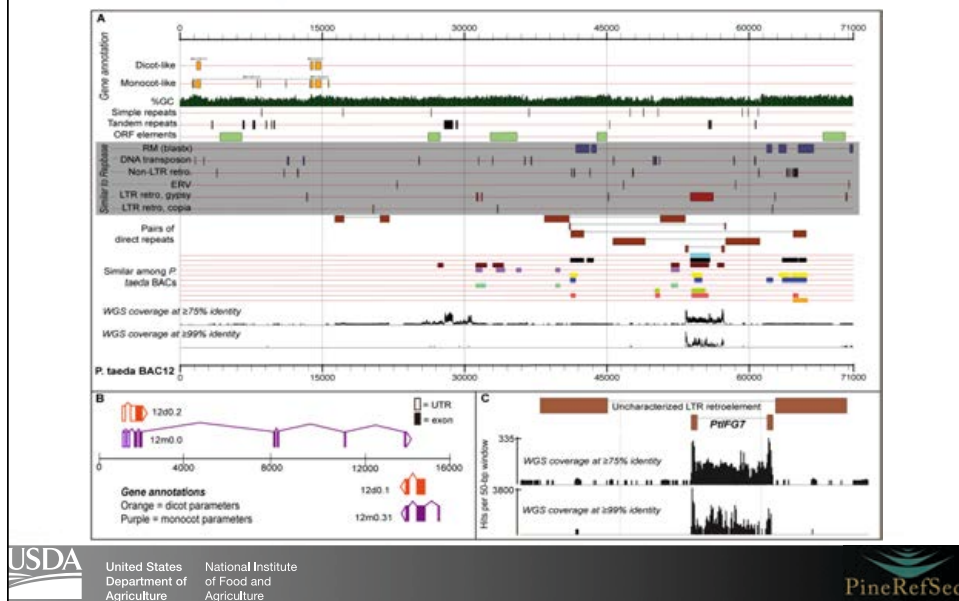 A
0 15000 30000 45000 60000 71000
Gene annotation
Dicot-like
Monocot-like
%GC
Simple repeats
Tandem repeats
ORF elements
Similar to Repbase
RM (blastx)
DNA transposon
Non-LTR retro.
ERV
LTR retro, gypsy
LTR retro, copia
Pairs of
direct repeats
Similar among P.
taeda BACs
WGS coverage at ≥75% identity
WGS coverage at ≥99% identity
P. taeda BAC12
0 15000 30000 45000 60000 71000
B
12d0.2
12m0.0
= UTR
= exon
0 4000 8000 12000 16000
Gene annotations
Orange = dicot parameters
Purple = monocot parameters
12d0.1
12m0.31
C
Uncharacterized LTR retroelement
PtIFG7
Hits per 50-bp window
335
WGS coverage at ≥75% identity
3800
WGS coverage at ≥99% identity
USDA
United States
Department of
Agriculture
National Institute
of Food and
Agriculture
PineRefSeq